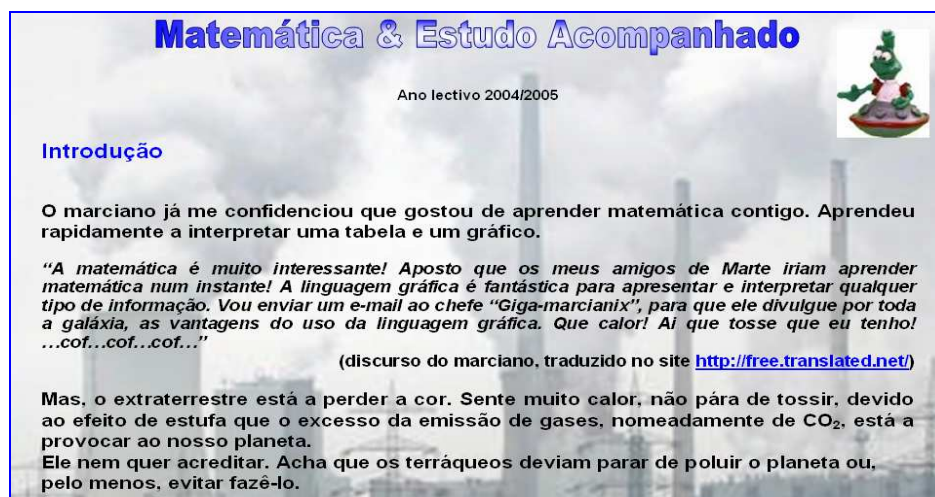 Matemática & Estudo Acompanhado
Ano lectivo 2004/2005
Introdução
O marciano já me confidenciou que gostou de aprender matemática contigo. Aprendeu
rapidamente a interpretar uma tabela e um gráfico.
“A matemática é muito interessante! Aposto que os meus amigos de Marte iriam aprender
matemática num instante! A linguagem gráfica é fantástica para apresentar e interpretar qualquer
tipo de informação. Vou enviar um e-mail ao chefe “Giga-marcianix”, para que ele divulgue por toda
a galáxia, as vantagens do uso da linguagem gráfica. Que calor! Ai que tosse que eu tenho!
...cof...cof...cof...”
(discurso do marciano, traduzido no site http://free.translated.net/)
Mas, o extraterrestre está a perder a cor. Sente muito calor, não pára de tossir, devido
ao efeito de estufa que o excesso da emissão de gases, nomeadamente de CO₂, está a
provocar ao nosso planeta.
Ele nem quer acreditar. Acha que os terráqueos deviam parar de poluir o planeta ou,
pelo menos, evitar fazê-lo.